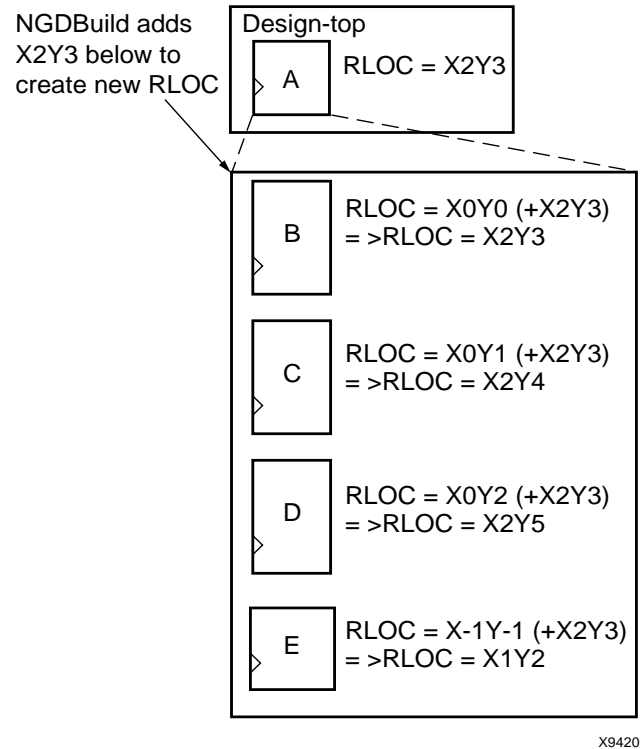 NGDBuild adds
X2Y3 below to
create new RLOC
Design-top
A
RLOC = X2Y3
B
RLOC = X0Y0 (+X2Y3)
= >RLOC = X2Y3
C
RLOC = X0Y1 (+X2Y3)
= >RLOC = X2Y4
D
RLOC = X0Y2 (+X2Y3)
= >RLOC = X2Y5
E
RLOC = X-1Y-1 (+X2Y3)
= >RLOC = X1Y2
X9420